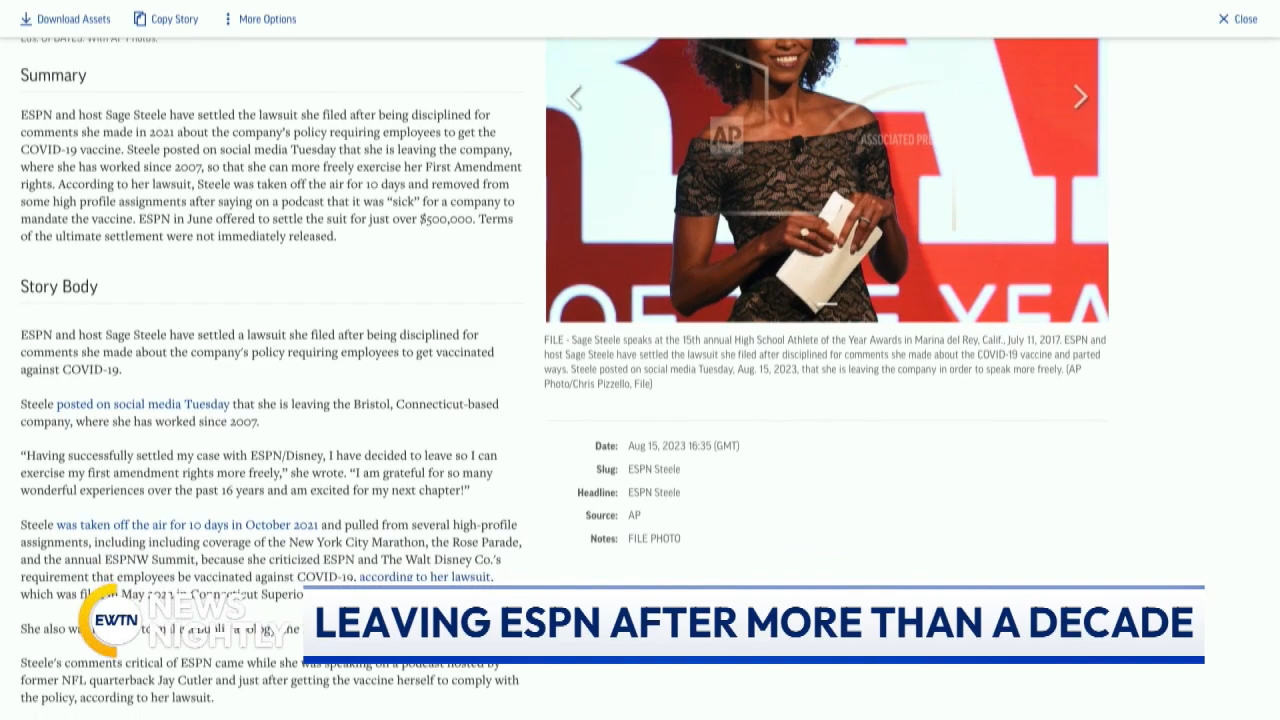 Download Assets
Copy Story
More Options
Close
Summary
ESPN and host Sage Steele have settled the lawsuit she filed after being disciplined for
comments she made in 2021 about the company's policy requiring employees to get the
COVID-19 vaccine. Steele posted on social media Tuesday that she is leaving the company,
where she has worked since 2007, so that she can more freely exercise her First Amendment
rights. According to her lawsuit, Steele was taken off the air for 10 days and removed from
some high profile assignments after saying on a podcast that it was “sick” for a company to
mandate the vaccine. ESPN in June offered to settle the suit for just over $500,000. Terms
of the ultimate settlement were not immediately released.
Story Body
ESPN and host Sage Steele have settled a lawsuit she filed after being disciplined for
comments she made about the company's policy requiring employees to get vaccinated
against COVID-19.
Steele posted on social media Tuesday that she is leaving the Bristol, Connecticut-based
company, where she has worked since 2007.
“Having successfully settled my case with ESPN/Disney, I have decided to leave so I can
exercise my first amendment rights more freely,” she wrote. “I am grateful for so many
wonderful experiences over the past 16 years and am excited for my next chapter!”
Steele was taken off the air for 10 days in October 2021 and pulled from several high-profile
assignments, including including coverage of the New York City Marathon, the Rose Parade,
and the annual ESPNW Summit, because she criticized ESPN and The Walt Disney Co.'s
requirement that employees be vaccinated against COVID-19, according to her lawsuit,
which was May Superio
She also
Steele's comments critical of ESPN came while she was speaking on a podcast hosted by
former NFL quarterback Jay Cutler and just after getting the vaccine herself to comply with
the policy, according to her lawsuit.
AP
ASSOCIATED
OF YEA
FILE - Sage Steele speaks at the 15th annual High School Athlete of the Year Awards in Marina del Rey, Calif., July 11, 2017. ESPN and
host Sage Steele have settled the lawsuit she filed after disciplined for comments she made about the COVID-19 vaccine and parted
ways. Steele posted on social media Tuesday, Aug. 15, 2023, that she is leaving the company in order to speak more freely. (AP
Photo/Chris Pizzello, File)
Date: Aug 15, 2023 16:35 (GMT)
Slug: ESPN Steele
Headline: ESPN Steele
Source: AP
Notes: FILE PHOTO
EWTN
NEWS
NIGHTLY
LEAVING ESPN AFTER MORE THAN A DECADE